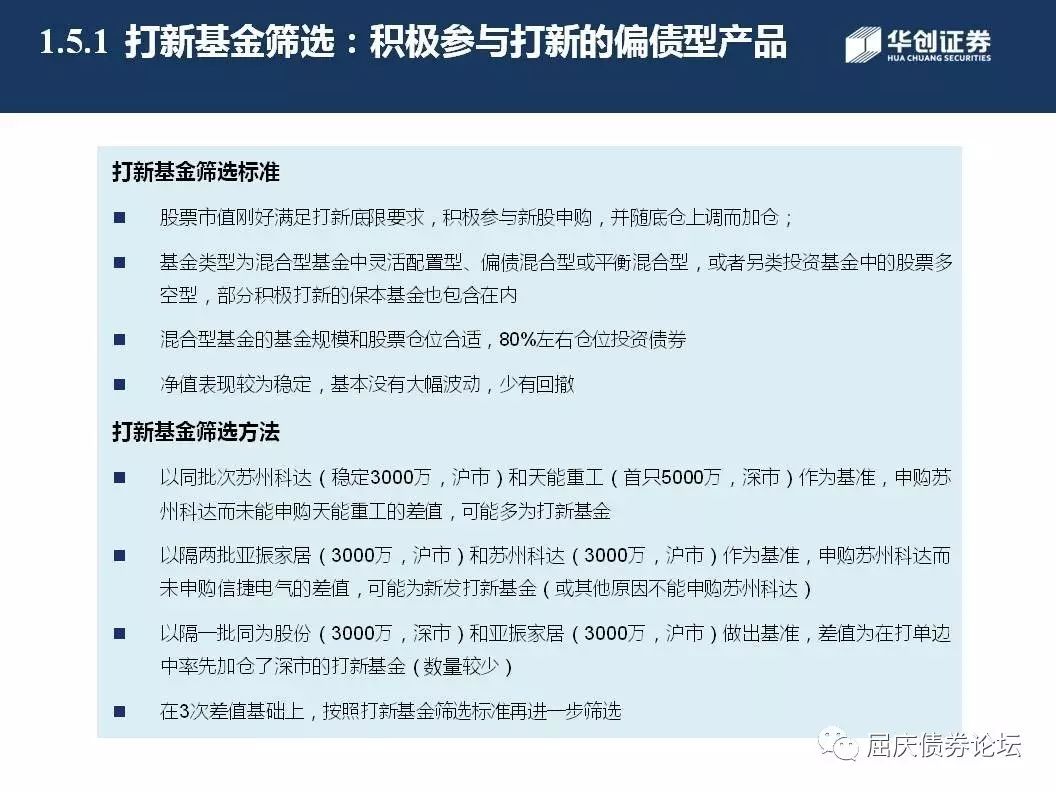 1.5.1 打新基金筛选：积极参与打新的偏债型产品
华创证券
HUA CHUANG SECURITIES
打新基金筛选标准
股票市值刚好满足打新底限要求，积极参与新股申购，并随底仓上调而加仓；
基金类型为混合型基金中灵活配置型、偏债混合型或平衡混合型，或者另类投资基金中的股票多
空型，部分积极打新的保本基金也包含在内
混合型基金的基金规模和股票仓位合适，80%左右仓位投资债券
净值表现较为稳定，基本没有大幅波动，少有回撤
打新基金筛选方法
以同批次苏州科达（稳定3000万，沪市）和天能重工（首只5000万，深市）作为基准，申购苏
州科达而未能申购天能重工的差值，可能多为打新基金
以隔两批亚振家居（3000万，沪市）和苏州科达（3000万，沪市）作为基准，申购苏州科达而
未申购信捷电气的差值，可能为新发打新基金（或其他原因不能申购苏州科达）
以隔一批同为股份（3000万，深市）和亚振家居（3000万，沪市）做出基准，差值为在打单边
中率先加仓了深市的打新基金（数量较少）
在3次差值基础上，按照打新基金筛选标准再进一步筛选
屈庆债券论坛